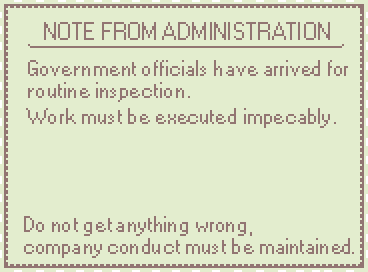 NOTE FROM ADMINISTRATION
Government officials have arrived for
routine inspection.
Work must be executed impecably.
Do not get anything wrong,
company conduct must be maintained.